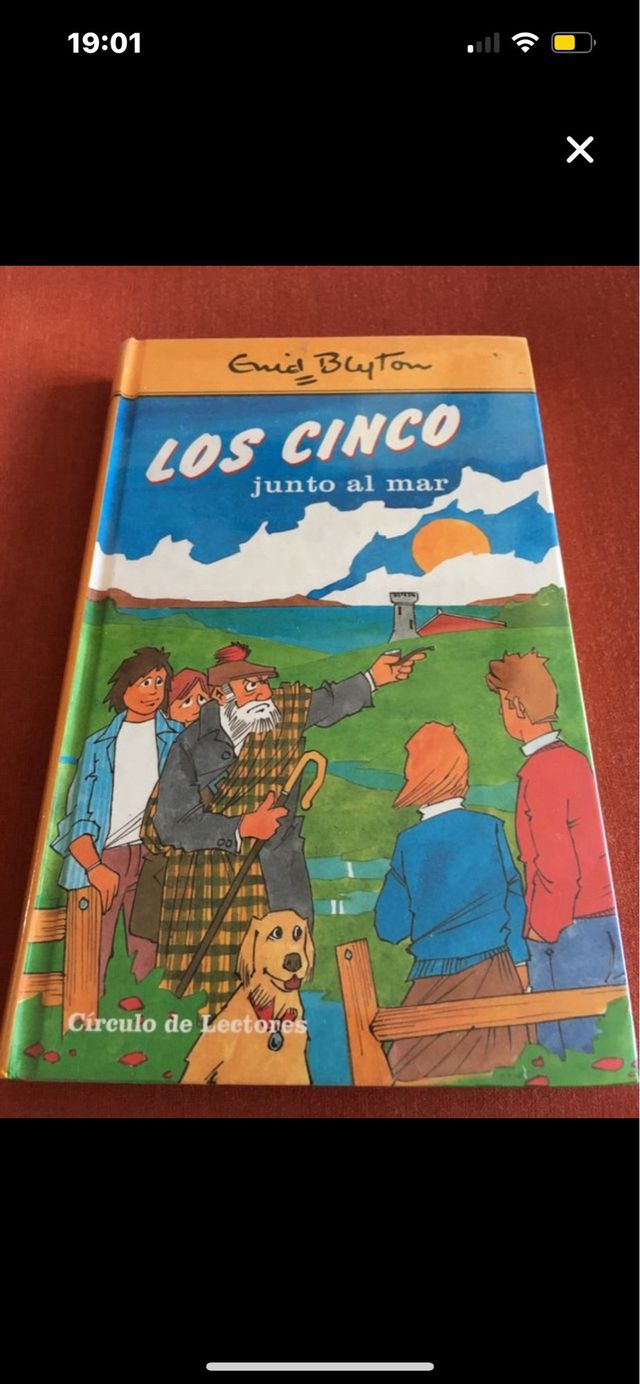 19:01
Enid Blyton
LOS CINCO
junto al mar
Círculo de Lectores